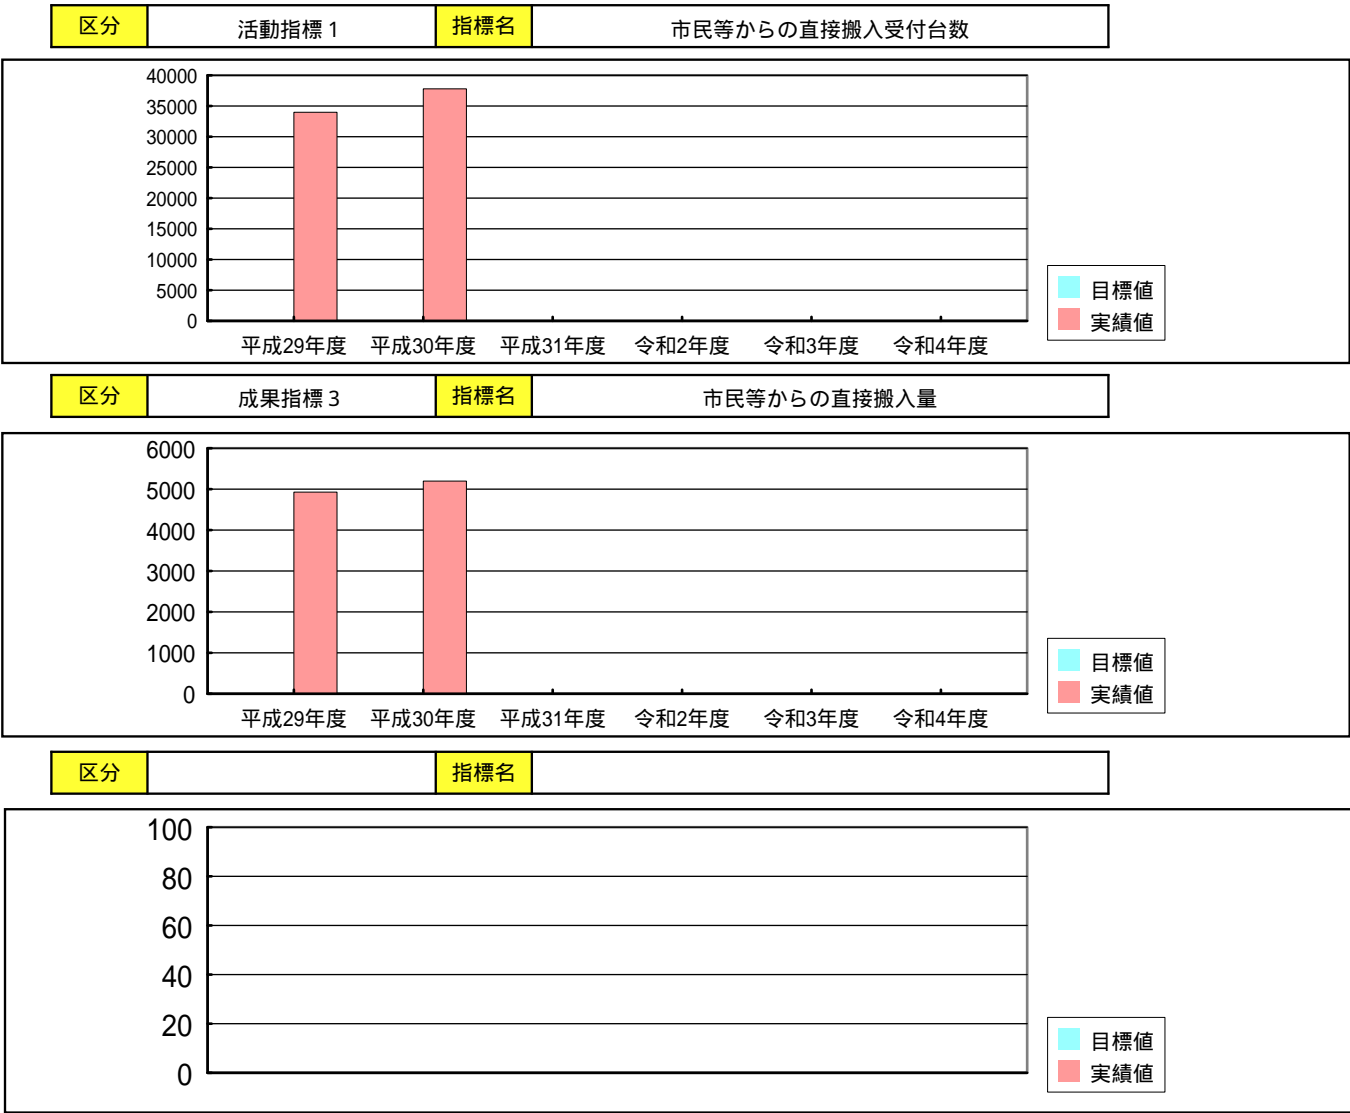 区分 活動指標１ 指標名 市民等からの直接搬入受付台数
40000
35000
30000
25000
20000
15000
10000
5000
0
平成29年度 平成30年度 平成31年度 令和2年度 令和3年度 令和4年度
目標値
実績値
区分 成果指標３ 指標名 市民等からの直接搬入量
6000
5000
4000
3000
2000
1000
0
平成29年度 平成30年度 平成31年度 令和2年度 令和3年度 令和4年度
目標値
実績値
区分 指標名
100
80
60
40
20
0
目標値
実績値